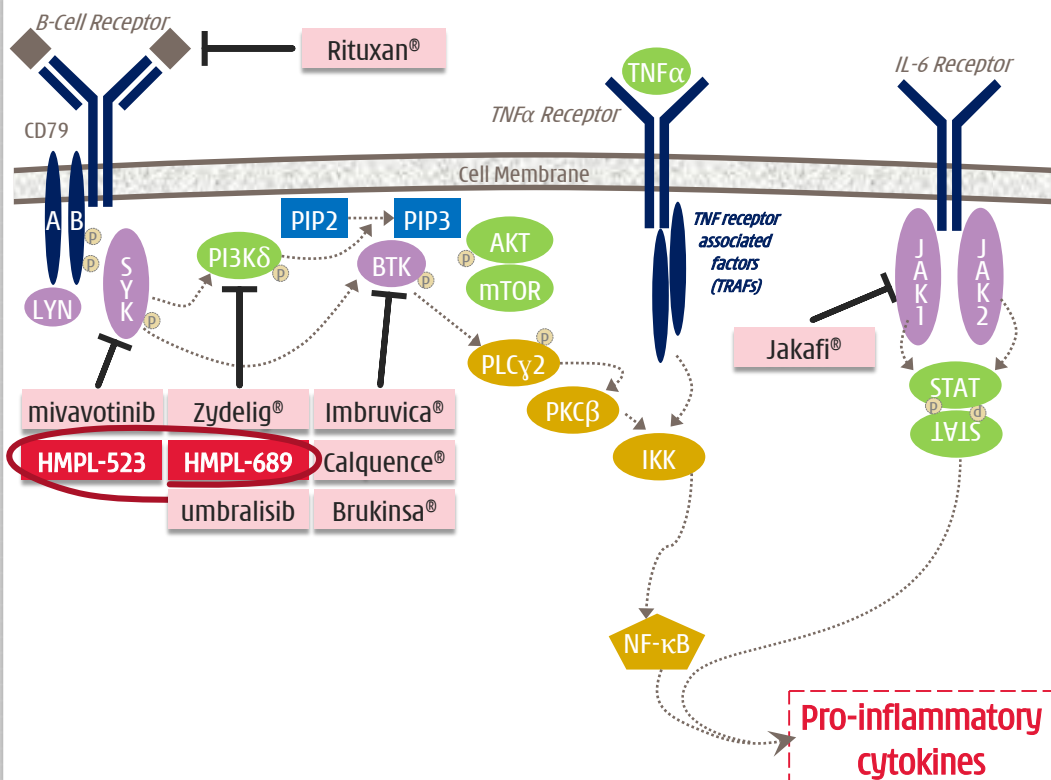 B-Cell Receptor
Rituxan®
TNFα
IL-6 Receptor
TNFα Receptor
CD79
Cell Membrane
A B
P
P
LYN
S
Y
K
P
PI3Kδ
P
PIP2
PIP3
BTK
P
P
AKT
mTOR
TNF receptor
associated
factors
(TRAFs)
J
A
K
1
J
A
K
2
Jakafi®
P
PLCɣ2
PKCβ
IKK
STAT
P
P
STAT
mivavotinib
Zydelig®
Imbruvica®
HMPL-523
HMPL-689
Calquence®
umbralisib
Brukinsa®
NF-κB
Pro-inflammatory
cytokines